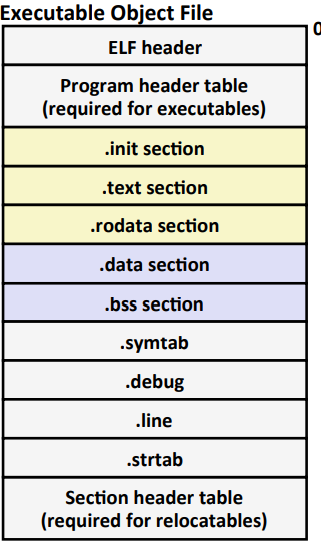 Executable Object File
0
ELF header
Program header table
(required for executables)
.init section
.text section
.rodata section
.data section
.bss section
.symtab
.debug
.line
.strtab
Section header table
(required for relocatables)